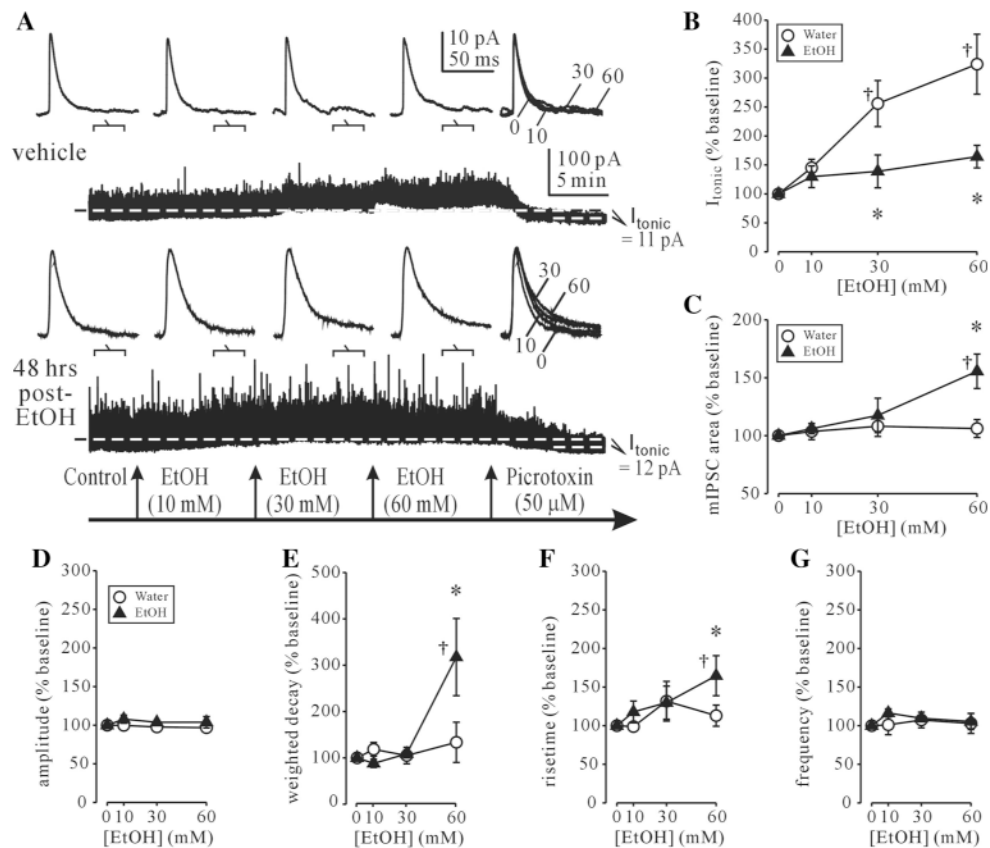 A
10 pA
50 ms
30
60
0
10
vehicle
100 pA
5 min
Itonic
= 11 pA
30
60
10
0
48 hrs
post-
EtOH
Itonic
= 12 pA
Control
EtOH
(10 mM)
EtOH
(30 mM)
EtOH
(60 mM)
Picrotoxin
(50 µM)
B
Water
EtOH
400
350
300
250
200
150
100
50
0
Itonic (% baseline)
†
†
*
*
0
10
30
60
[EtOH] (mM)
C
Water
EtOH
200
150
100
50
mIPSC area (% baseline)
*
†
0
10
30
60
[EtOH] (mM)
D
Water
EtOH
300
250
200
150
100
50
0
amplitude (% baseline)
0 10 30 60
[EtOH] (mM)
E
500
400
300
200
100
0
weighted decay (% baseline)
*
†
0 10 30 60
[EtOH] (mM)
F
300
250
200
150
100
50
0
risetime (% baseline)
*
†
0 10 30 60
[EtOH] (mM)
G
300
250
200
150
100
50
0
frequency (% baseline)
0 10 30 60
[EtOH] (mM)